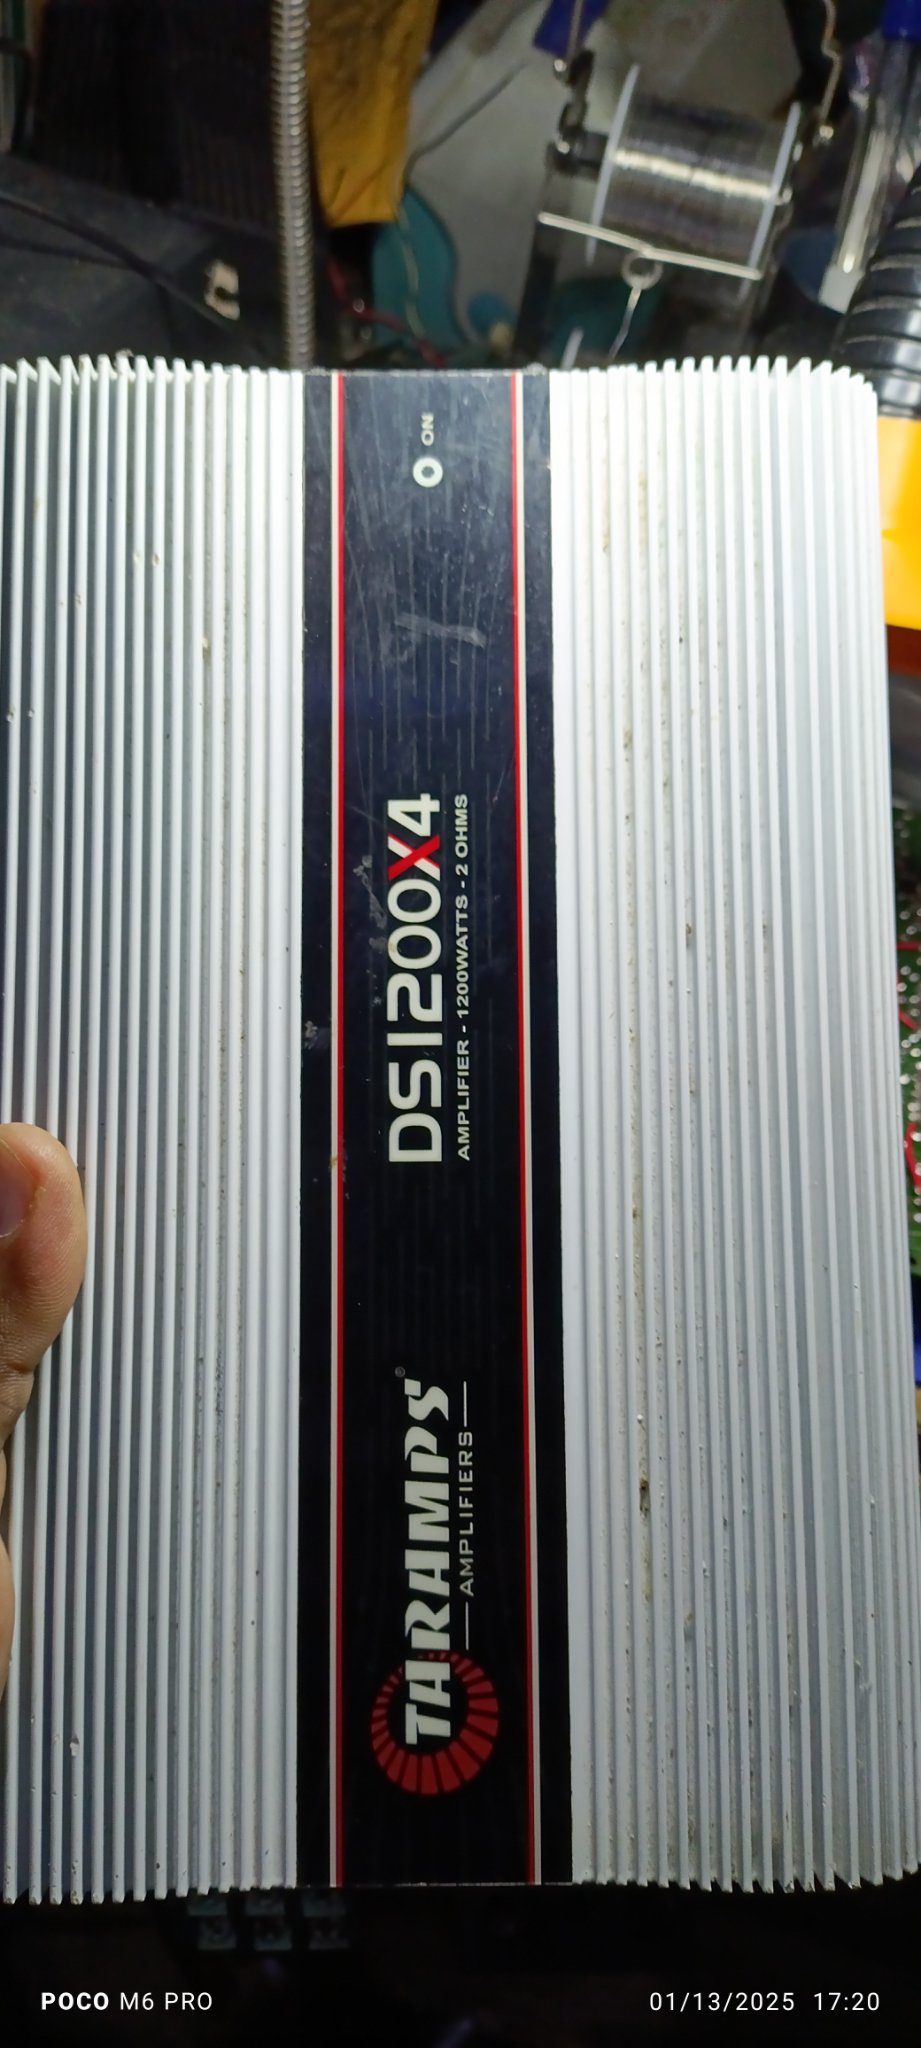 ON
DS1200X4
AMPLIFIER - 1200WATTS - 2 OHMS
TARAMPS®
AMPLIFIERS
POCO M6 PRO
01/13/2025 17:20